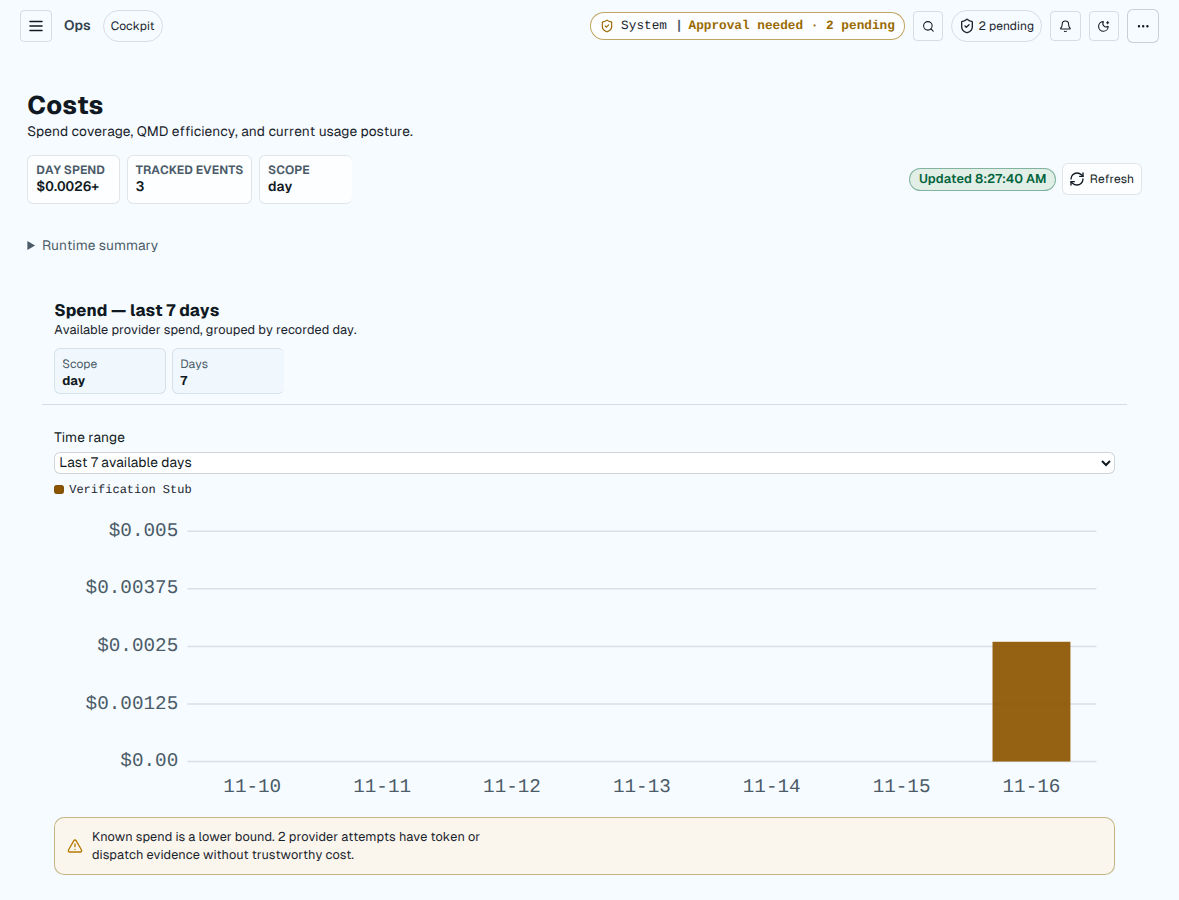 Ops
Cockpit
System | Approval needed · 2 pending
2 pending
Costs
Spend coverage, QMD efficiency, and current usage posture.
DAY SPEND
$0.0026+
TRACKED EVENTS
3
SCOPE
day
Updated 8:27:40 AM
Refresh
Runtime summary
Spend — last 7 days
Available provider spend, grouped by recorded day.
Scope
day
Days
7
Time range
Last 7 available days
Verification Stub
$0.005
$0.00375
$0.0025
$0.00125
$0.00
11-10 11-11 11-12 11-13 11-14 11-15 11-16
Known spend is a lower bound. 2 provider attempts have token or
dispatch evidence without trustworthy cost.